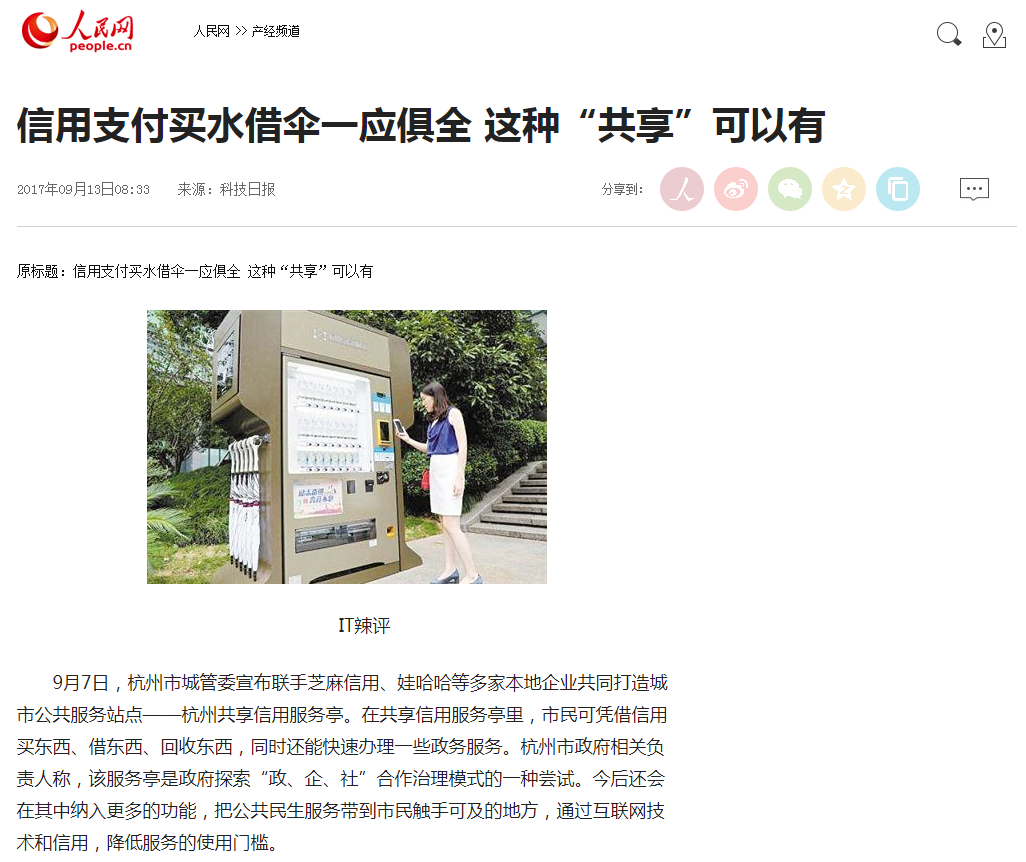 人民网
people.cn
人民网 >> 产经频道
信用支付买水借伞一应俱全 这种“共享”可以有
2017年09月13日08:33 来源：科技日报
分享到：
人
原标题：信用支付买水借伞一应俱全 这种“共享”可以有
IT辣评
9月7日，杭州市城管委宣布联手芝麻信用、娃哈哈等多家本地企业共同打造城
市公共服务站点——杭州共享信用服务亭。在共享信用服务亭里，市民可凭借信用
买东西、借东西、回收东西，同时还能快速办理一些政务服务。杭州市政府相关负
责人称，该服务亭是政府探索“政、企、社”合作治理模式的一种尝试。今后还会
在其中纳入更多的功能，把公共民生服务带到市民触手可及的地方，通过互联网技
术和信用，降低服务的使用门槛。